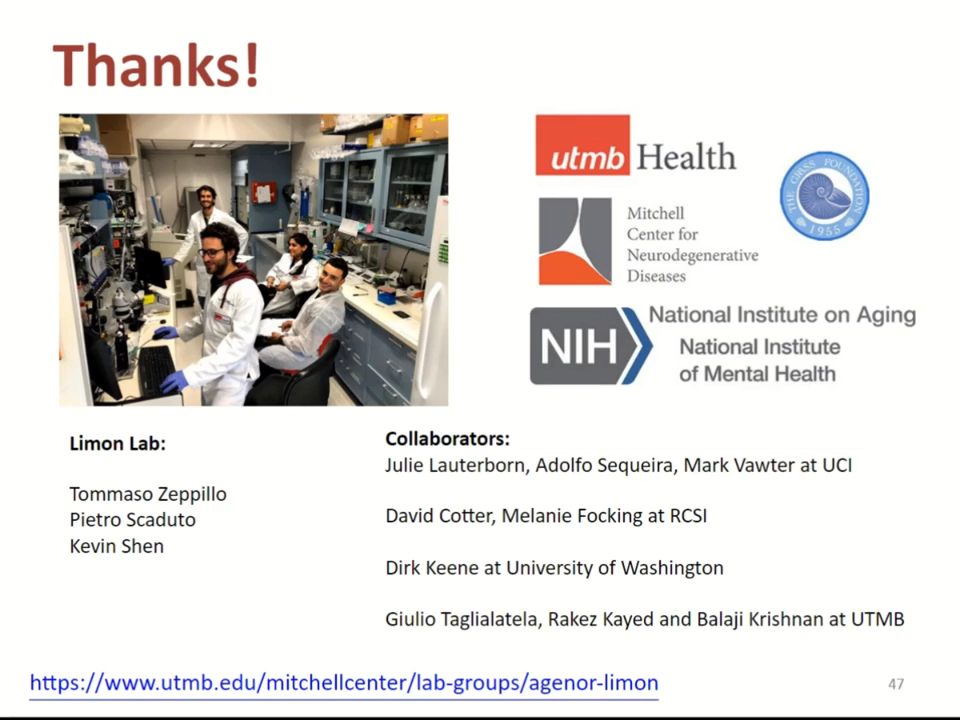 Thanks!
utmb Health
THE GRSS FOUNDATION
1955
Mitchell
Center for
Neurodegenerative
Diseases
NIH
National Institute on Aging
National Institute
of Mental Health
Limon Lab:
Tommaso Zeppillo
Pietro Scaduto
Kevin Shen
Collaborators:
Julie Lauterborn, Adolfo Sequeira, Mark Vawter at UCI
David Cotter, Melanie Focking at RCSI
Dirk Keene at University of Washington
Giulio Taglialatela, Rakez Kayed and Balaji Krishnan at UTMB
https://www.utmb.edu/mitchellcenter/lab-groups/agenor-limon
47